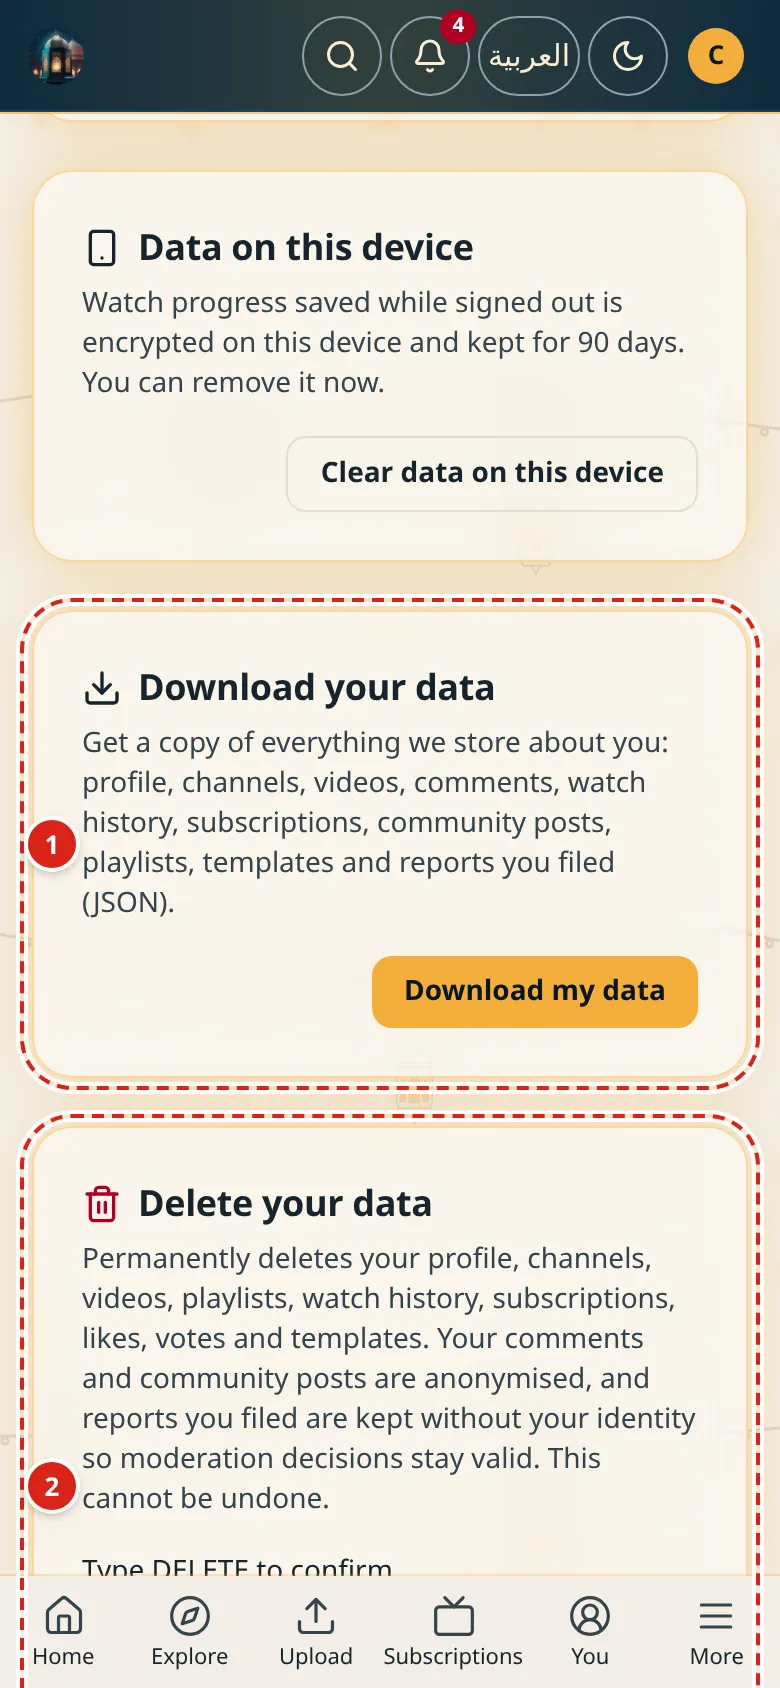 4
العربية
C
Data on this device
Watch progress saved while signed out is
encrypted on this device and kept for 90 days.
You can remove it now.
Clear data on this device
Download your data
Get a copy of everything we store about you:
profile, channels, videos, comments, watch
history, subscriptions, community posts,
1
playlists, templates and reports you filed
(JSON).
Download my data
Delete your data
Permanently deletes your profile, channels,
videos, playlists, watch history, subscriptions,
likes, votes and templates. Your comments
and community posts are anonymised, and
reports you filed are kept without your identity
so moderation decisions stay valid. This
2
cannot be undone.
Type DELETE to confirm
Home
Explore
Upload
Subscriptions
You
More